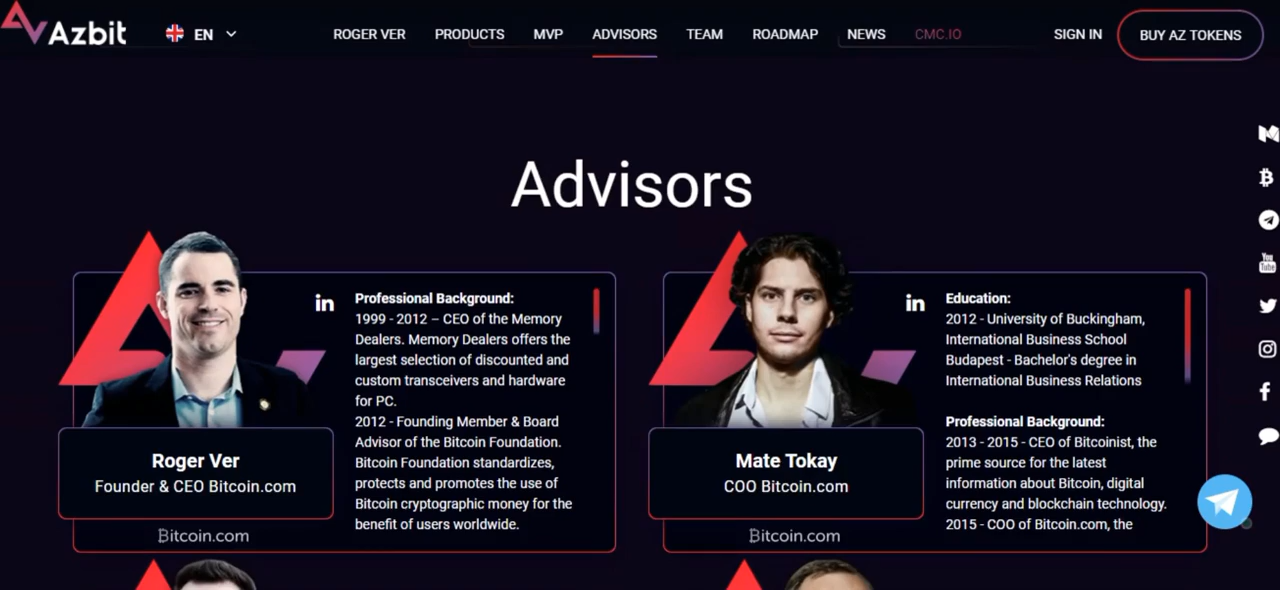 Azbit
EN
ROGER VER
PRODUCTS
MVP
ADVISORS
TEAM
ROADMAP
NEWS
CMC.IO
SIGN IN
BUY AZ TOKENS
Advisors
in
Professional Background:
1999 - 2012 – CEO of the Memory
Dealers. Memory Dealers offers the
largest selection of discounted and
custom transceivers and hardware
for PC.
2012 - Founding Member & Board
Advisor of the Bitcoin Foundation.
Bitcoin Foundation standardizes,
protects and promotes the use of
Bitcoin cryptographic money for the
benefit of users worldwide.
Roger Ver
Founder & CEO Bitcoin.com
Bitcoin.com
in
Education:
2012 - University of Buckingham,
International Business School
Budapest - Bachelor's degree in
International Business Relations
Professional Background:
2013 - 2015 - CEO of Bitcoinist, the
prime source for the latest
information about Bitcoin, digital
currency and blockchain technology.
2015 - COO of Bitcoin.com, the
Mate Tokay
COO Bitcoin.com
Bitcoin.com
You
Tube